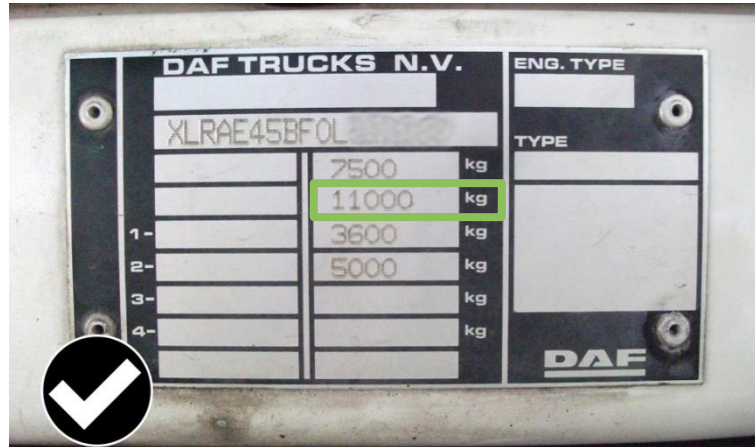 DAF TRUCKS N.V.
ENG. TYPE
XLRAE45BF0L
TYPE
7500 kg
11000 kg
1- 3600 kg
2- 5000 kg
3- kg
4- kg
DAF